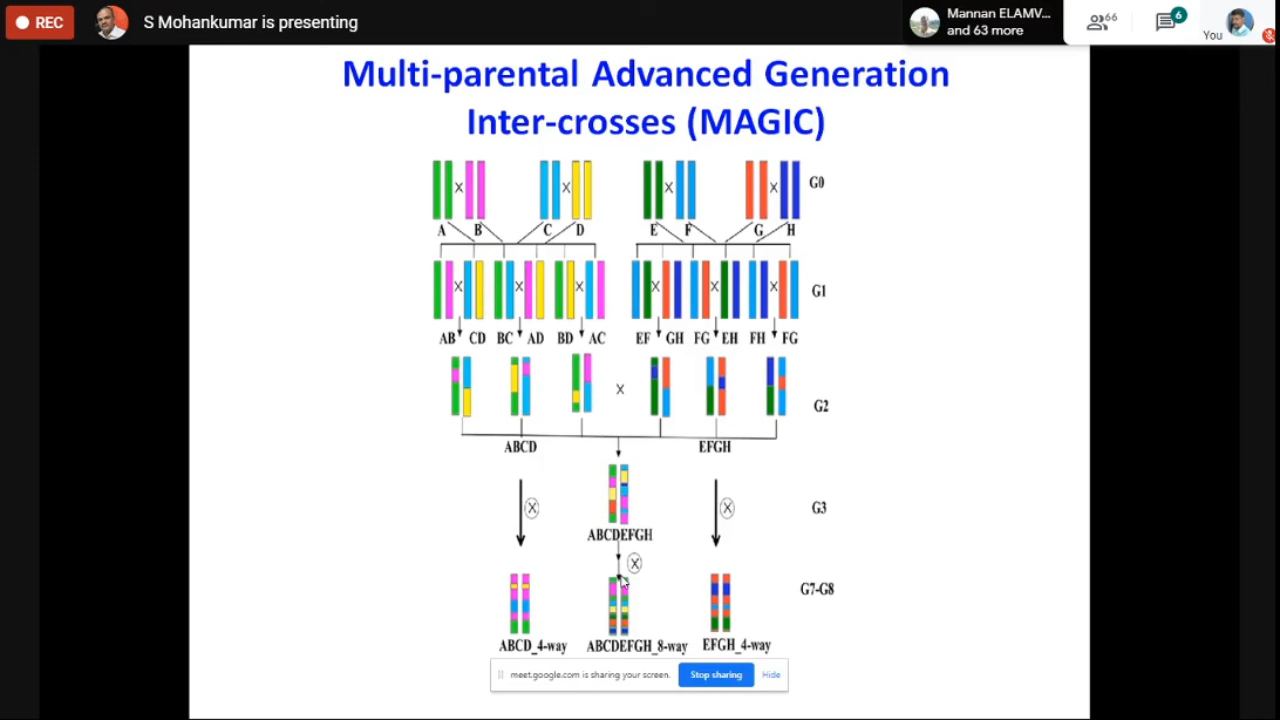 REC
S Mohankumar is presenting
Mannan ELAMV...
and 63 more
66
6
You
Multi-parental Advanced Generation
Inter-crosses (MAGIC)
X X X X G0
A B C D E F G H
X X X X X X G1
AB CD BC AD BD AC EF GH FG EH FH FG
X G2
ABCD EFGH
X X G3
ABCDEFGH
X
G7-G8
ABCD_4-way ABCDEFGH_8-way EFGH_4-way
meet.google.com is sharing your screen. Stop sharing Hide